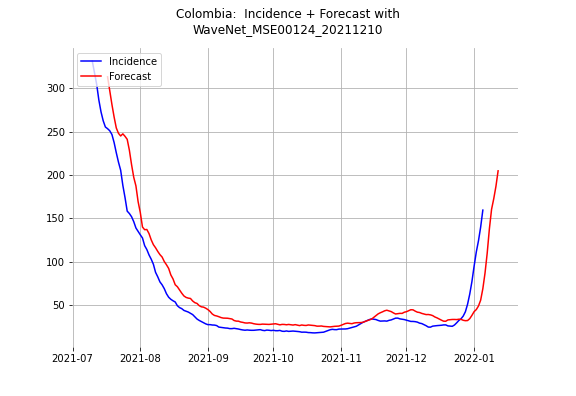 Colombia:  Incidence + Forecast with
WaveNet_MSE00124_20211210
Incidence
Forecast
300
250
200
150
100
50
2021-07 2021-08 2021-09 2021-10 2021-11 2021-12 2022-01